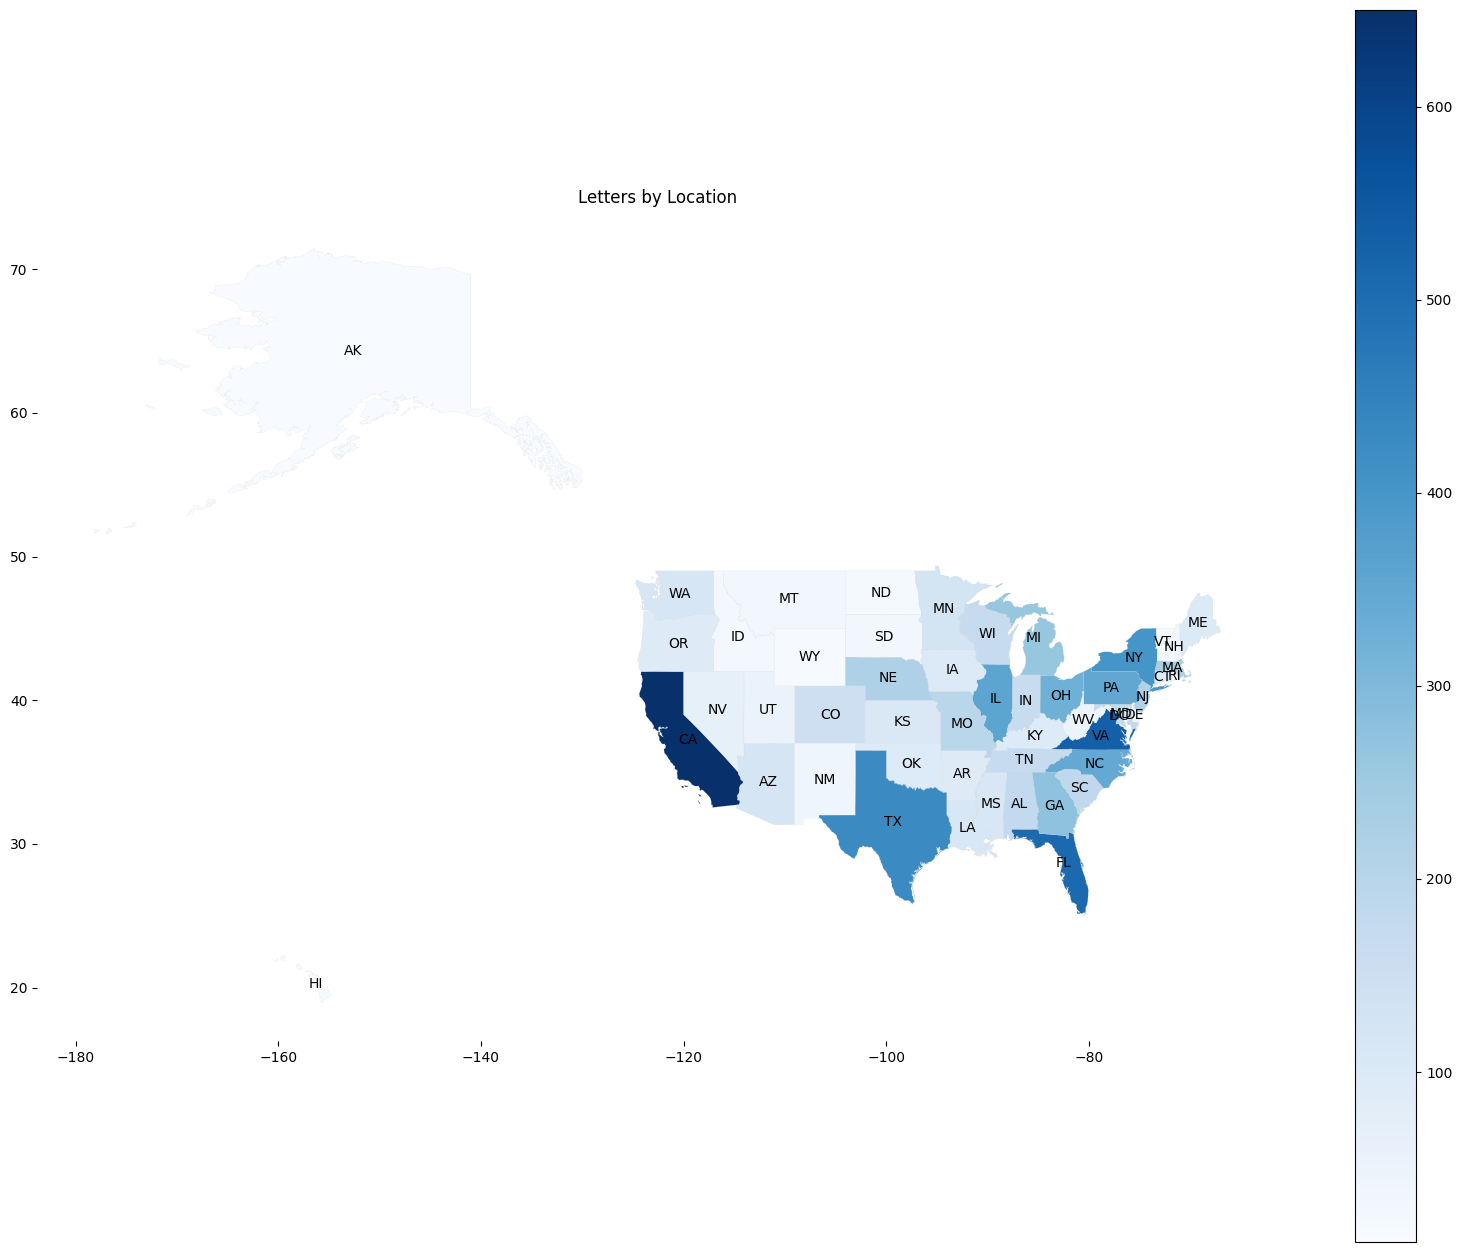 Letters by Location
600
500
400
300
200
100
70
60
50
40
30
20
−180
−160
−140
−120
−100
−80
AK
HI
WA
MT
ND
MN
ME
OR
ID
SD
WI
MI
VT
NH
WY
NY
MA
IA
CT
RI
NE
PA
NV
UT
CO
IL
IN
OH
NJ
KS
MO
WV
MD
DC
DE
CA
KY
VA
AZ
NM
OK
AR
TN
NC
SC
TX
LA
MS
AL
GA
FL